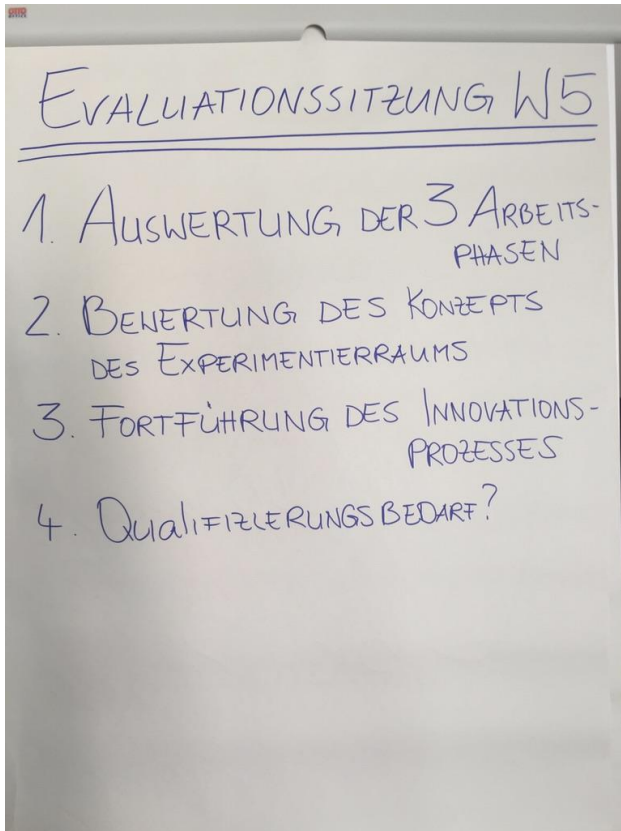 EVALUATIONSSITZUNG W5
1. AUSWERTUNG DER 3 ARBEITS-
PHASEN
2. BEWERTUNG DES KONZEPTS
DES EXPERIMENTIERRAUMS
3. FORTFÜHRUNG DES INNOVATIONS-
PROZESSES
4. QUALIFIZIERUNGSBEDARF?